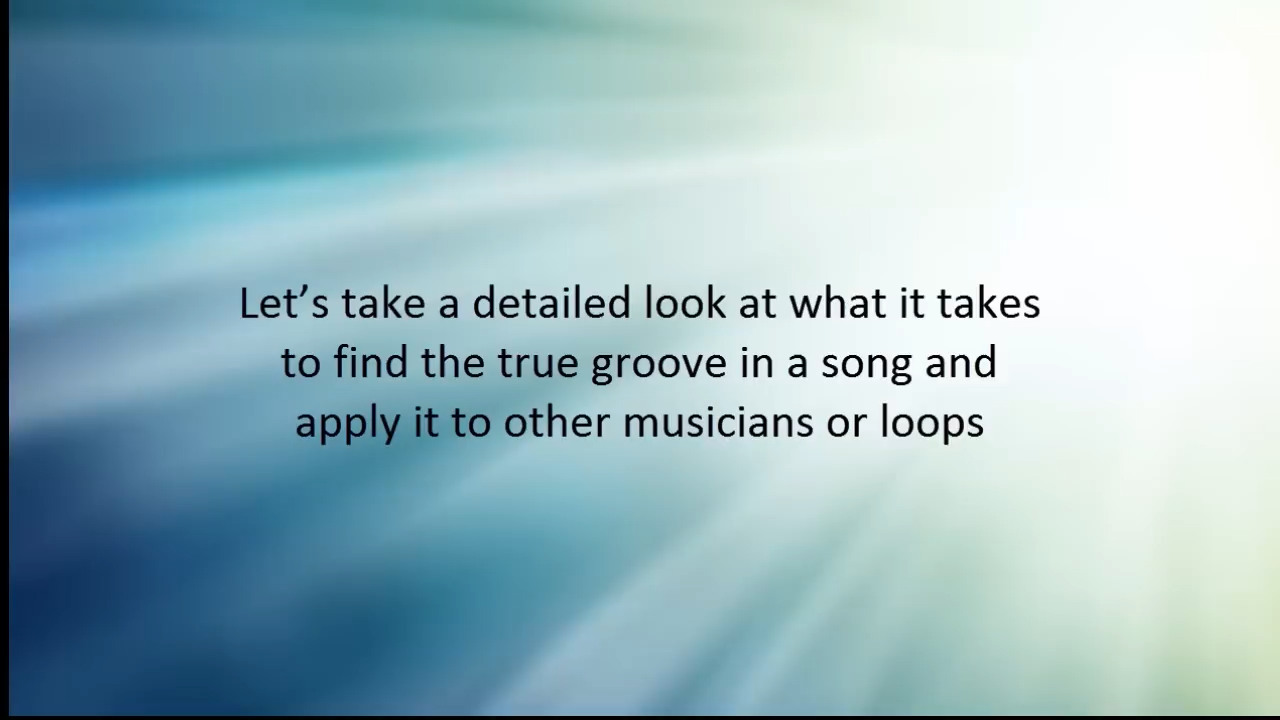 Let’s take a detailed look at what it takes
to find the true groove in a song and
apply it to other musicians or loops